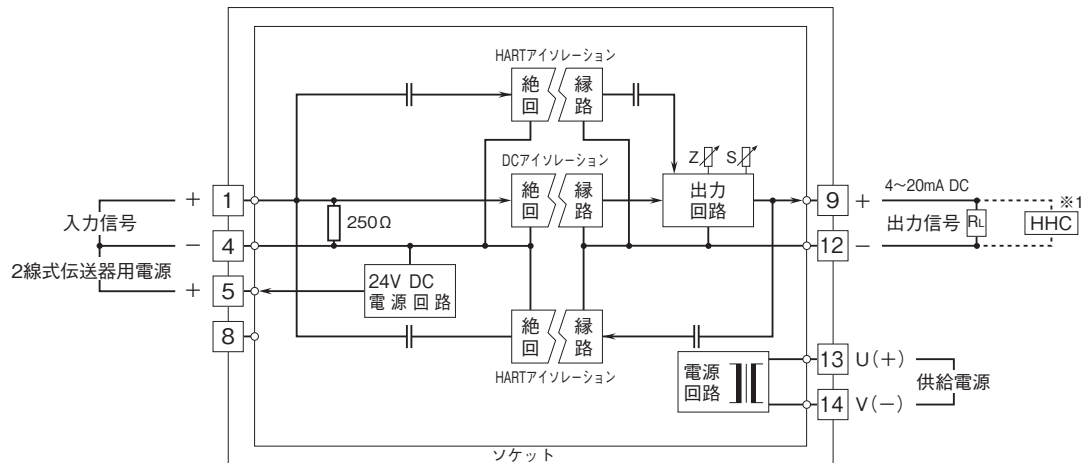 HARTアイソレーション
絶 縁
回 路
Z S
DCアイソレーション
絶 縁
回 路
出力
回路
250Ω
入力信号
+ 1
− 4
2線式伝送器用電源
+ 5
8
24V DC
電源回路
絶 縁
回 路
HARTアイソレーション
9 +
4~20mA DC
出力信号
RL
※1
HHC
12 −
電源
回路
13 U(+)
供給電源
14 V(−)
ソケット